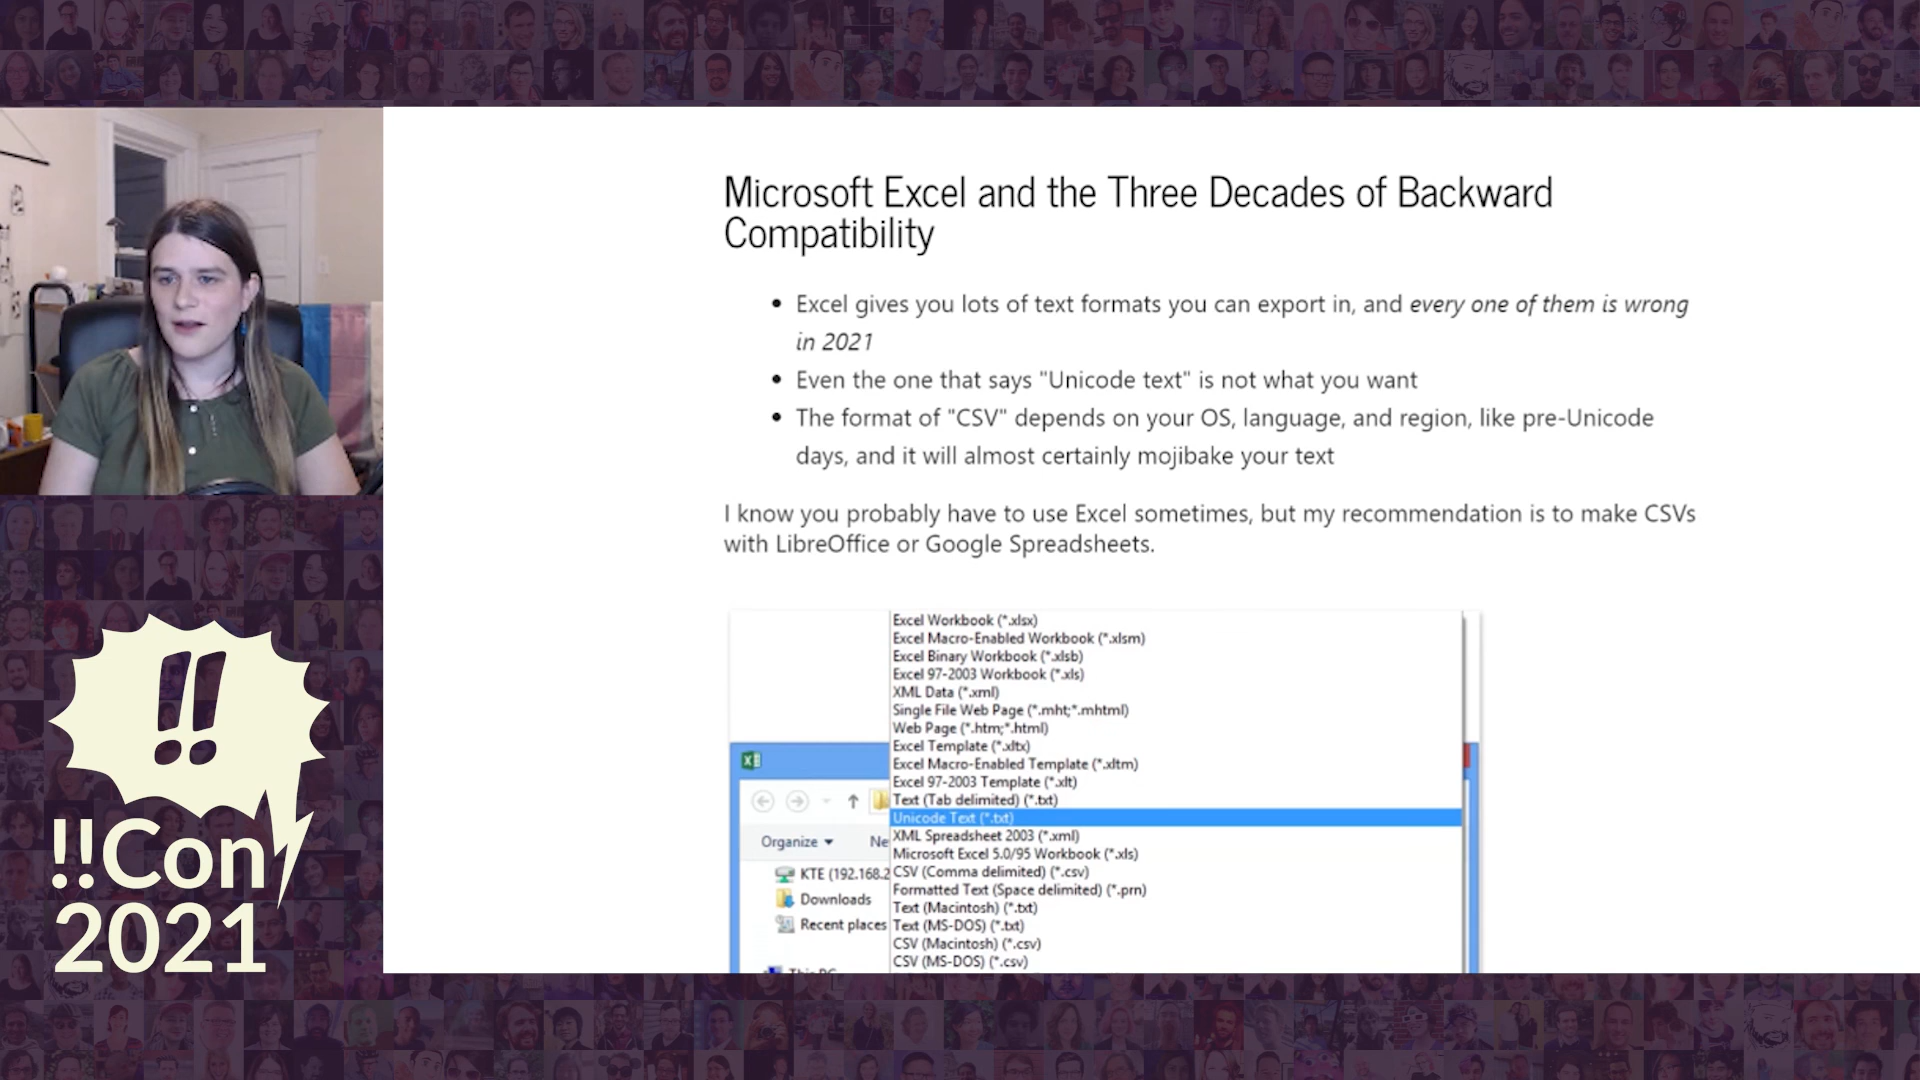 Microsoft Excel and the Three Decades of Backward
Compatibility
• Excel gives you lots of text formats you can export in, and every one of them is wrong
in 2021
• Even the one that says "Unicode text" is not what you want
• The format of "CSV" depends on your OS, language, and region, like pre-Unicode
days, and it will almost certainly mojibake your text
I know you probably have to use Excel sometimes, but my recommendation is to make CSVs
with LibreOffice or Google Spreadsheets.
Excel Workbook (*.xlsx)
Excel Macro-Enabled Workbook (*.xlsm)
Excel Binary Workbook (*.xlsb)
Excel 97-2003 Workbook (*.xls)
XML Data (*.xml)
Single File Web Page (*.mht;*.mhtml)
Web Page (*.htm;*.html)
Excel Template (*.xltx)
Excel Macro-Enabled Template (*.xltm)
Excel 97-2003 Template (*.xlt)
Text (Tab delimited) (*.txt)
Unicode Text (*.txt)
XML Spreadsheet 2003 (*.xml)
Microsoft Excel 5.0/95 Workbook (*.xls)
CSV (Comma delimited) (*.csv)
Formatted Text (Space delimited) (*.prn)
Text (Macintosh) (*.txt)
Text (MS-DOS) (*.txt)
CSV (Macintosh) (*.csv)
CSV (MS-DOS) (*.csv)
Organize
Ne
KTE (192.168.2
Downloads
Recent places
This PC
!!
!!Con
2021